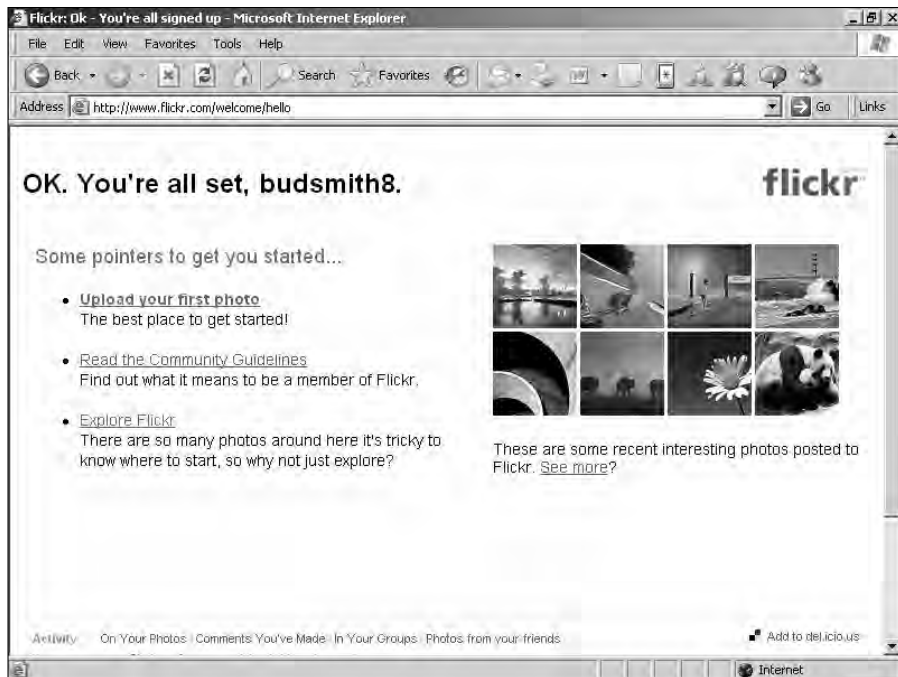 Flickr: Ok - You're all signed up - Microsoft Internet Explorer
File Edit View Favorites Tools Help
Back Search Favorites
Address http://www.flickr.com/welcome/hello Go Links
OK. You're all set, budsmith8.
flickr
Some pointers to get you started...
Upload your first photo
The best place to get started!
Read the Community Guidelines
Find out what it means to be a member of Flickr.
Explore Flickr
There are so many photos around here it's tricky to
know where to start, so why not just explore?
These are some recent interesting photos posted to
Flickr. See more?
Activity On Your Photos Comments You've Made In Your Groups Photos from your friends
Add to del.icio.us
Internet